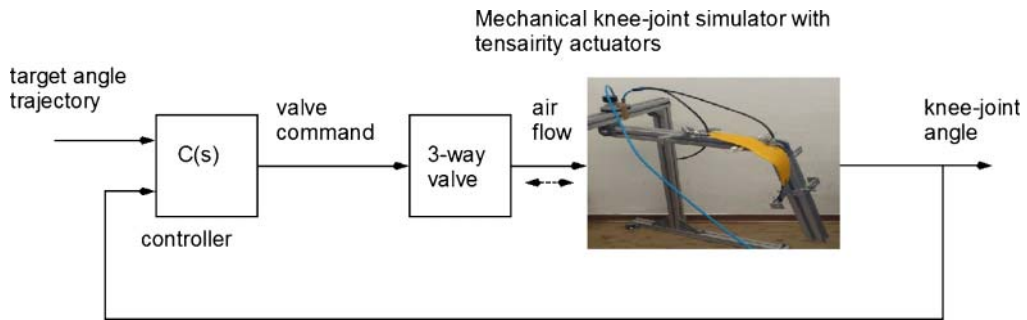 Mechanical knee-joint simulator with
tensairity actuators
target angle
trajectory
valve
command
air
flow
knee-joint
angle
C(s)
3-way
valve
controller